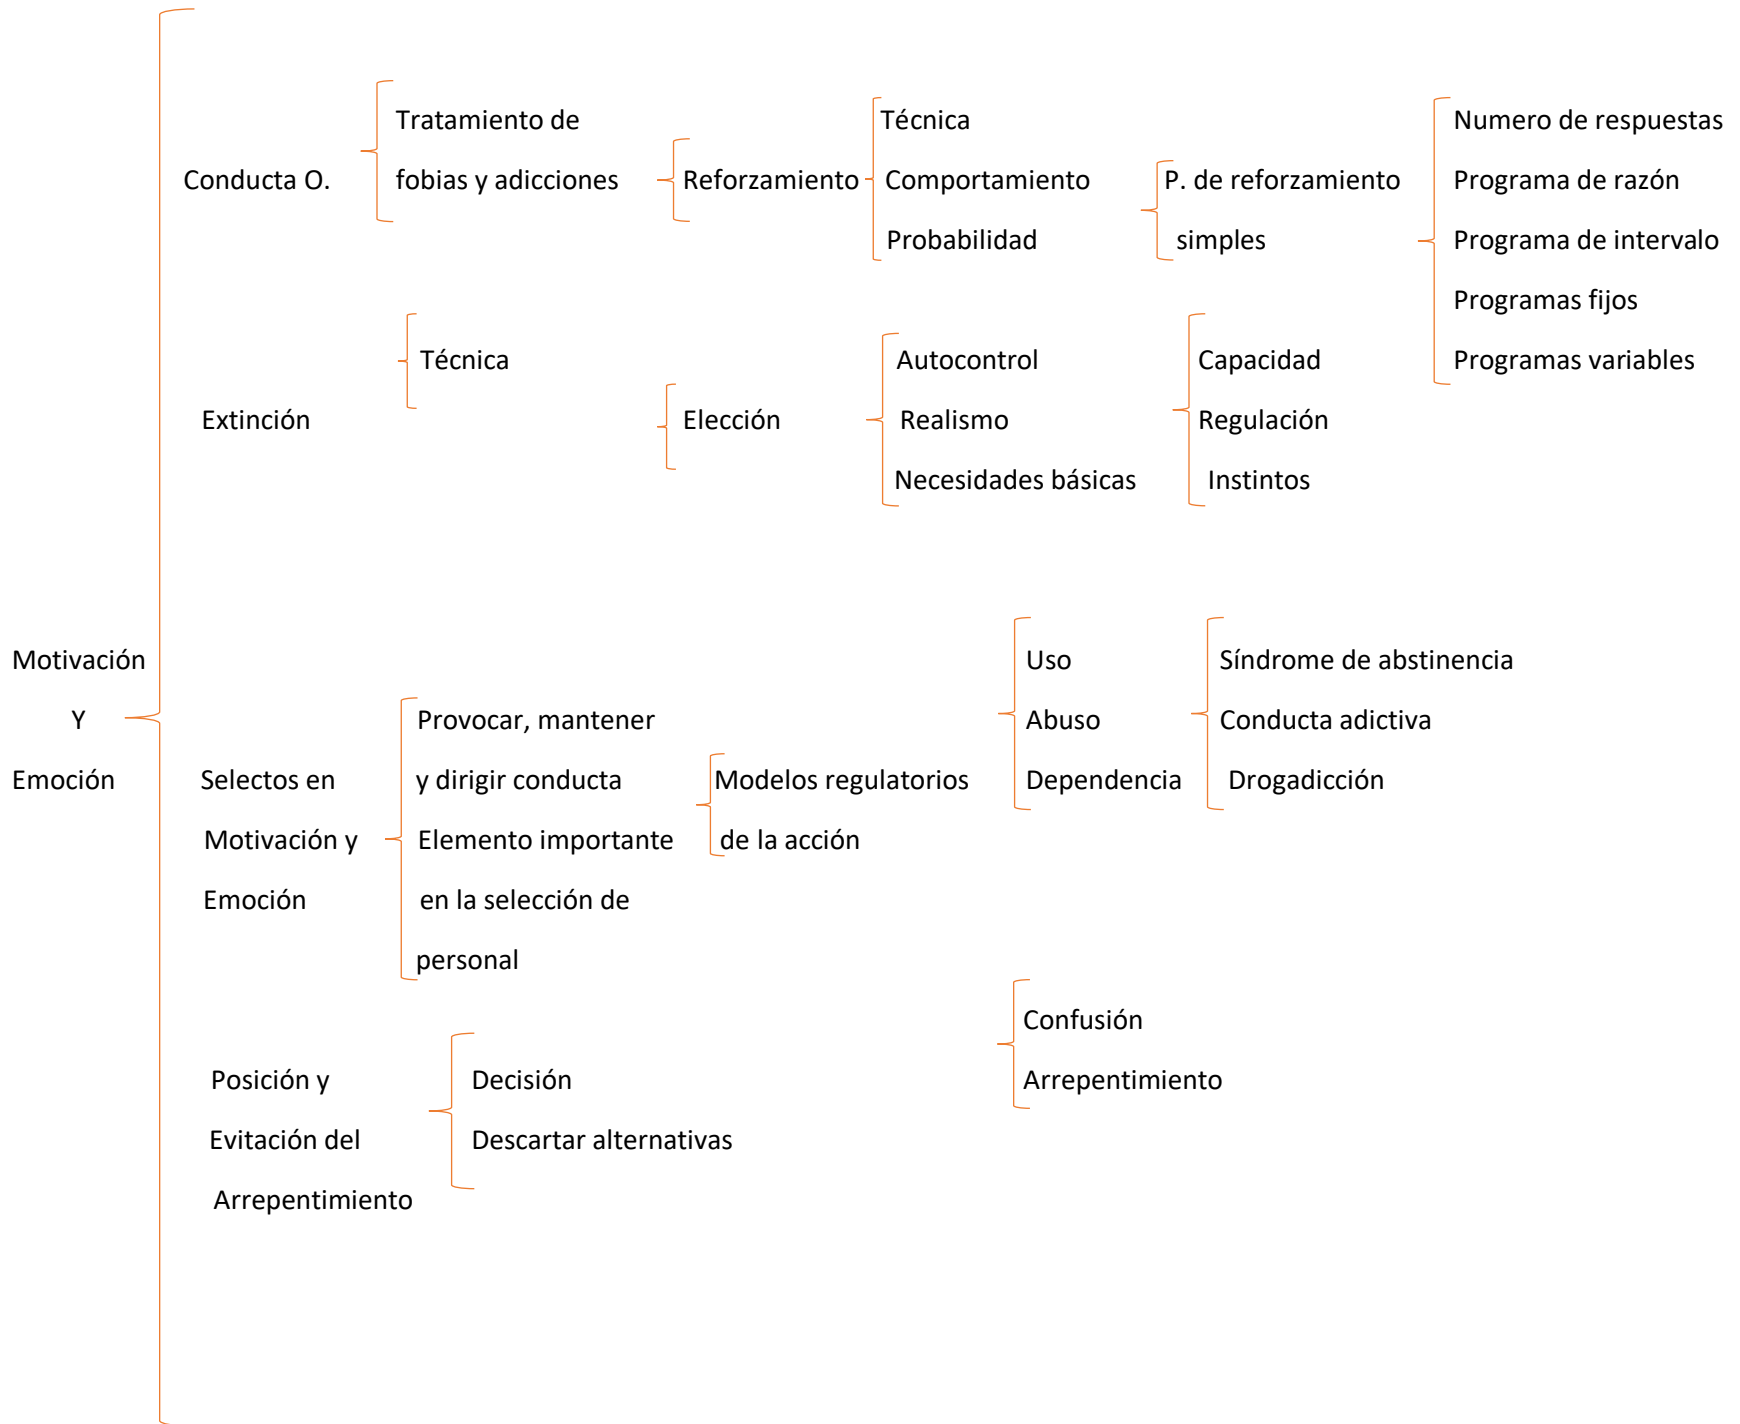 Tratamiento de
fobias y adicciones
Conducta O.
Reforzamiento
Técnica
Comportamiento
Probabilidad
P. de reforzamiento
simples
Numero de respuestas
Programa de razón
Programa de intervalo
Programas fijos
Programas variables
Extinción
Técnica
Elección
Autocontrol
Realismo
Necesidades básicas
Capacidad
Regulación
Instintos
Motivación
Y
Emoción
Selectos en
Motivación y
Emoción
Provocar, mantener
y dirigir conducta
Elemento importante
en la selección de
personal
Modelos regulatorios
de la acción
Uso
Abuso
Dependencia
Síndrome de abstinencia
Conducta adictiva
Drogadicción
Posición y
Evitación del
Arrepentimiento
Decisión
Descartar alternativas
Confusión
Arrepentimiento